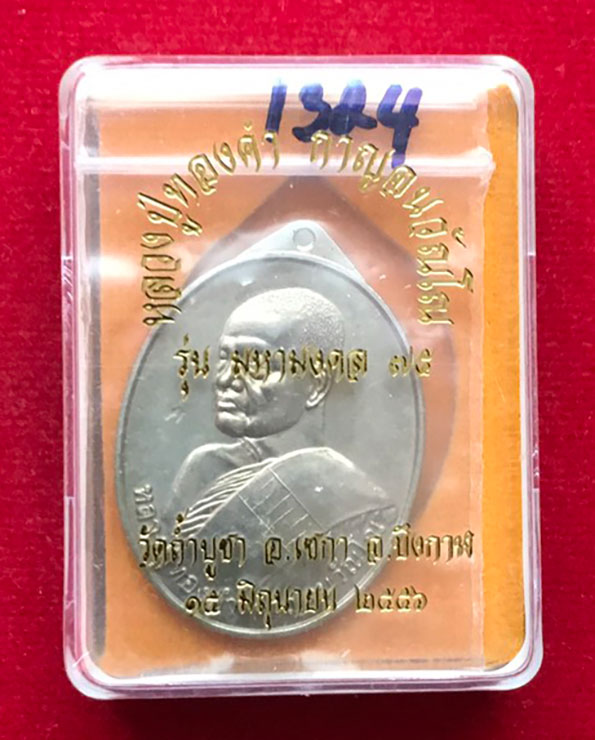 1324
หลวงปู่ทองคำ กาญจนวัณโณ
รุ่น มหามงคล ๗๕
วัดถ้ำบูชา อ.เซกา จ.บึงกาฬ
๑๕ มิถุนายน ๒๕๕๖